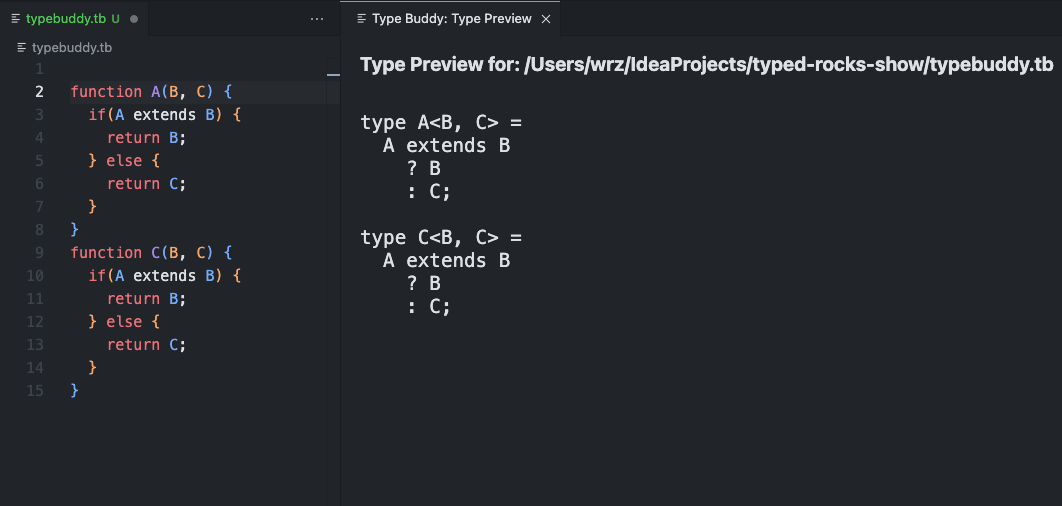 typebuddy.tb U
typebuddy.tb
1
2 function A(B, C) {
3 if(A extends B) {
4 return B;
5 } else {
6 return C;
7 }
8 }
9 function C(B, C) {
10 if(A extends B) {
11 return B;
12 } else {
13 return C;
14 }
15 }
Type Buddy: Type Preview
Type Preview for: /Users/wrz/IdeaProjects/typed-rocks-show/typebuddy.tb
type A<B, C> =
A extends B
? B
: C;
type C<B, C> =
A extends B
? B
: C;